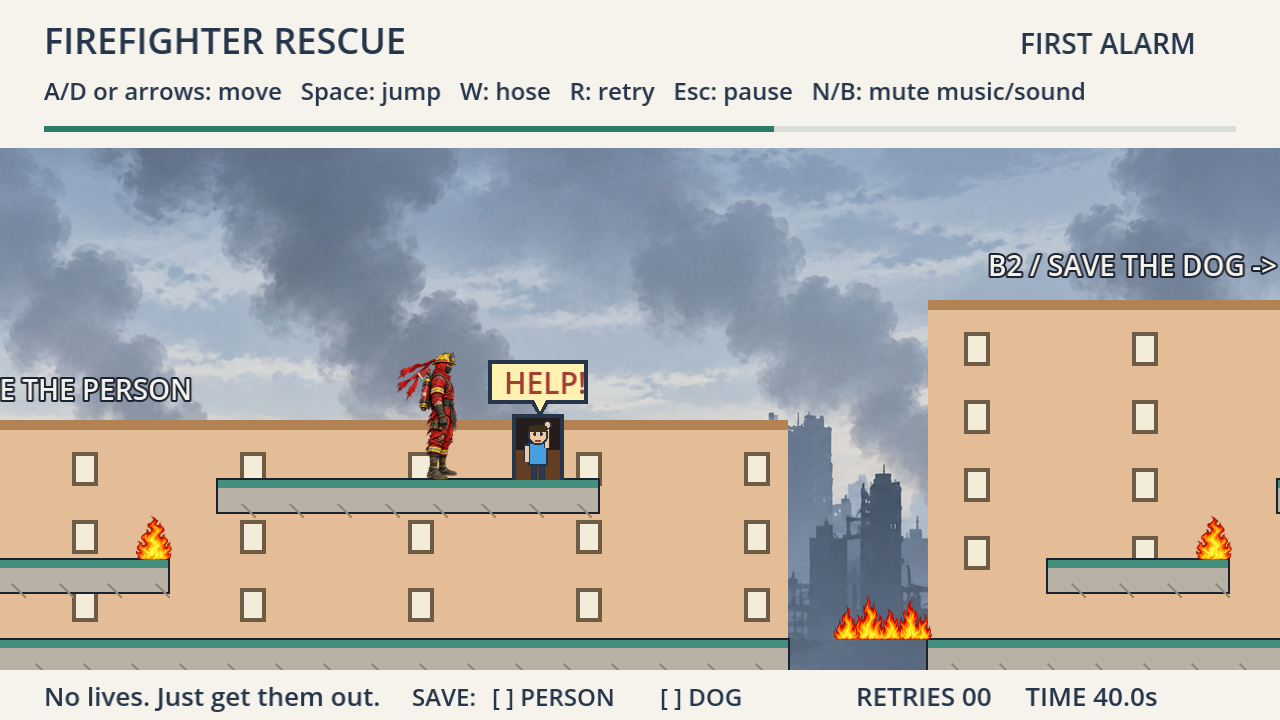 FIREFIGHTER RESCUE
FIRST ALARM
A/D or arrows: move   Space: jump   W: hose   R: retry   Esc: pause   N/B: mute music/sound
B2 / SAVE THE DOG ->
HELP!
E THE PERSON
No lives. Just get them out.
SAVE:   [ ] PERSON   [ ] DOG
RETRIES 00
TIME 40.0s